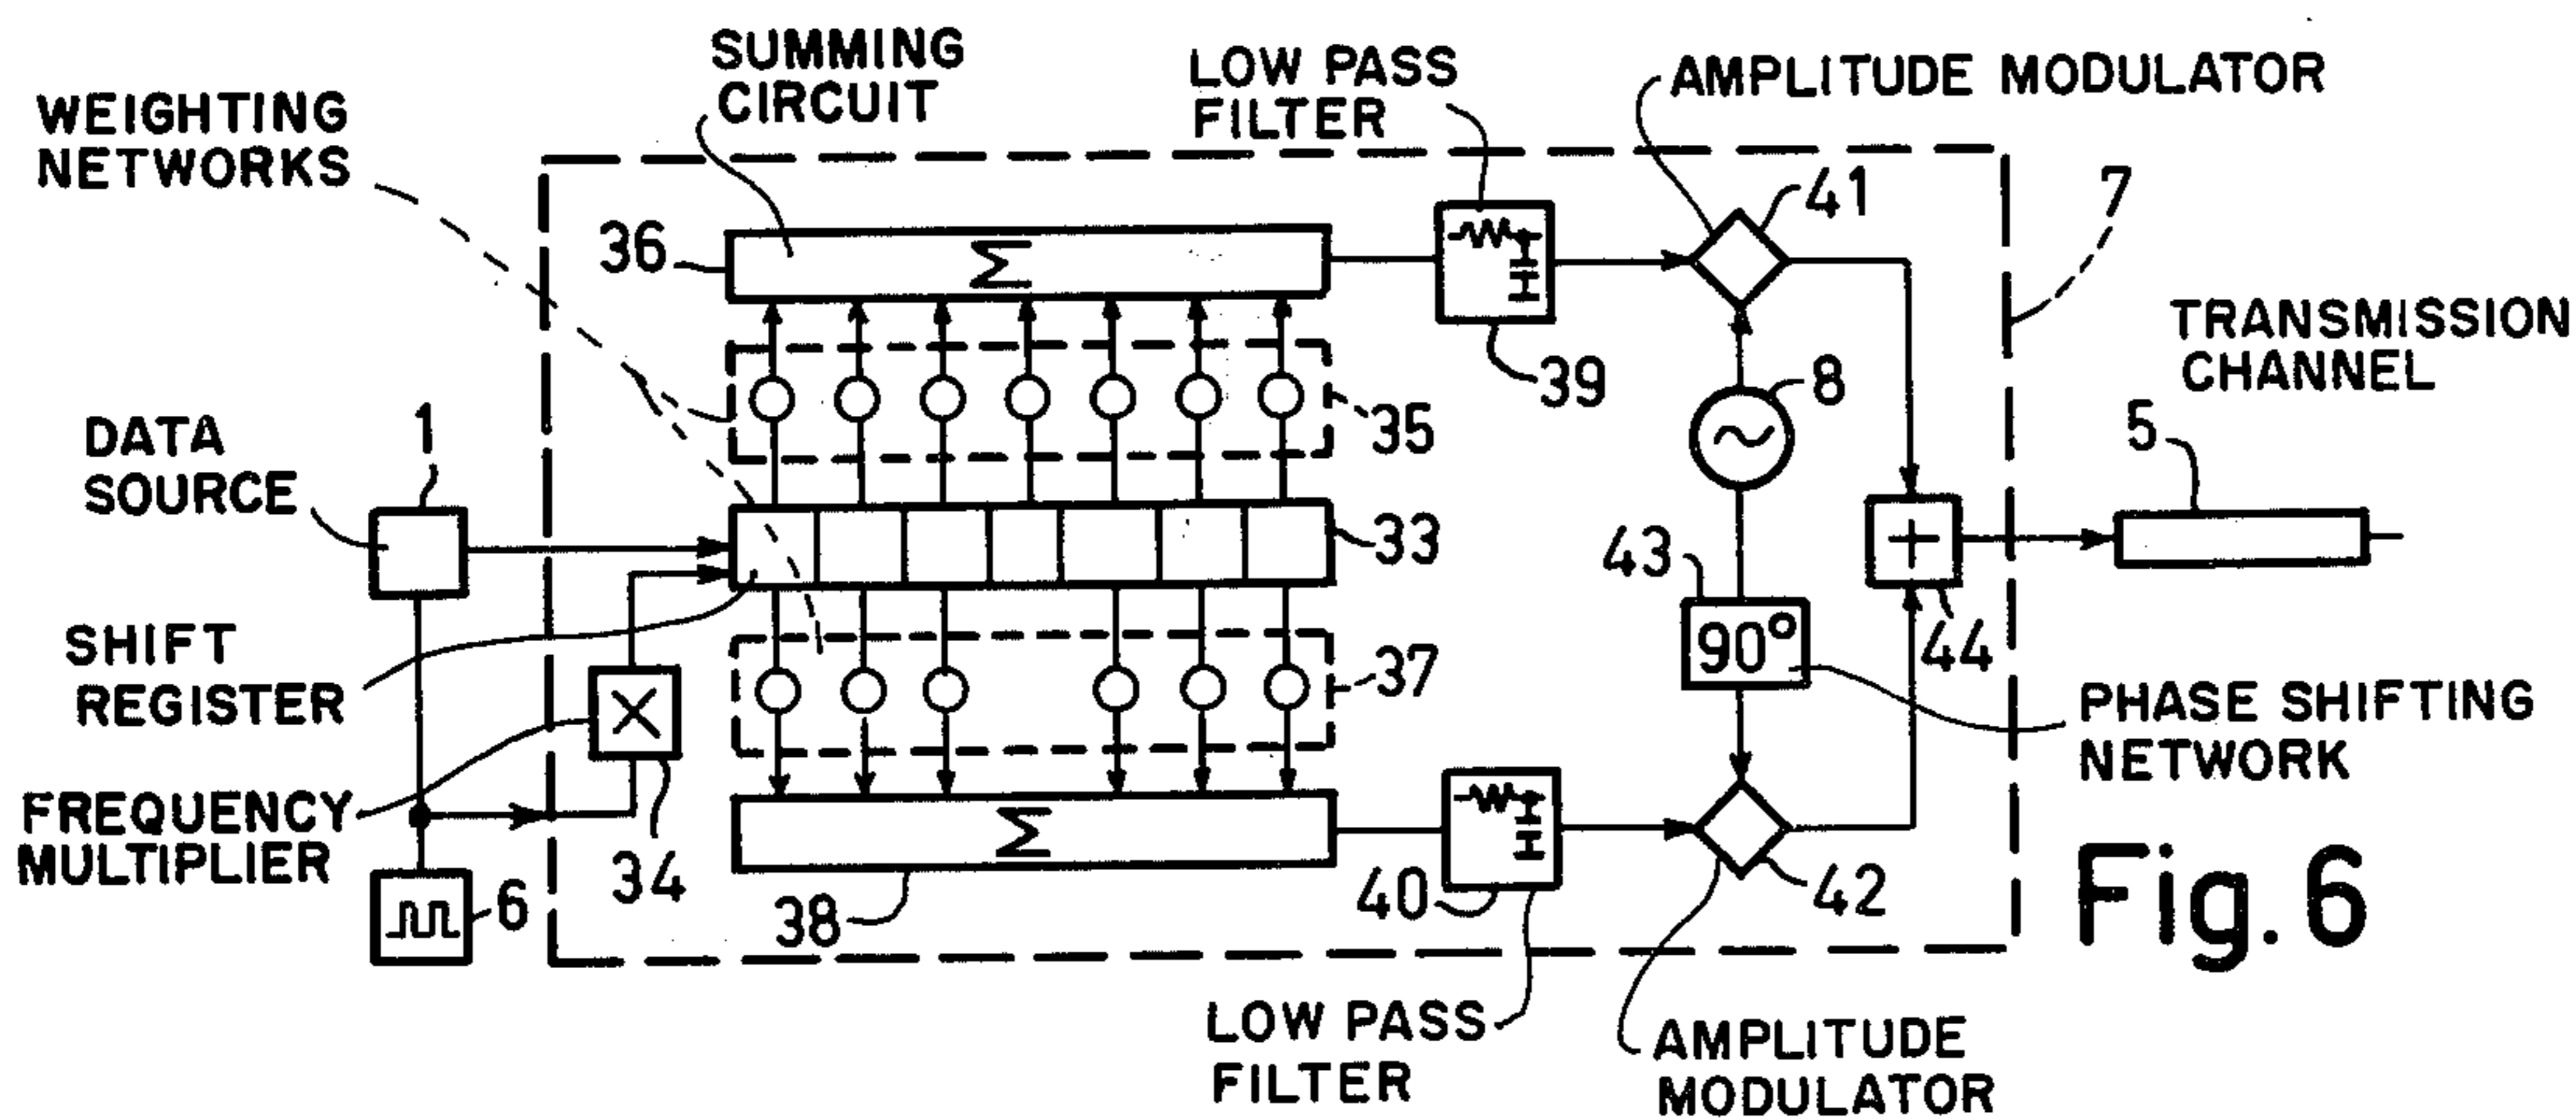 SUMMING
CIRCUIT
LOW PASS
FILTER
AMPLITUDE MODULATOR
WEIGHTING
NETWORKS
41
7
36
Σ
TRANSMISSION
CHANNEL
39
8
35
DATA
SOURCE
1
5
33
43
+
44
SHIFT
REGISTER
90°
37
PHASE SHIFTING
NETWORK
FREQUENCY
MULTIPLIER
34
Σ
6
38
40
42
Fig. 6
LOW PASS
FILTER
AMPLITUDE
MODULATOR